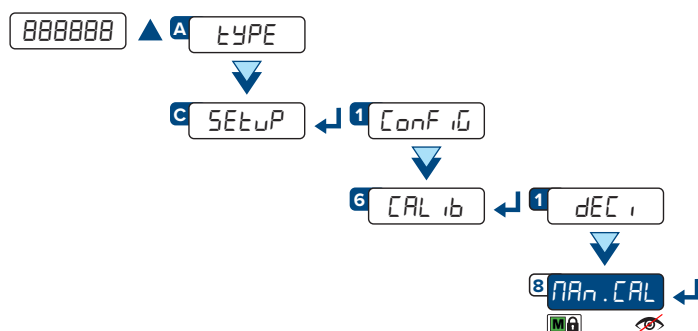 888888 A tYPE
C SEtuP 1 ConFiG
6 CALib 1 dECi
8 MAn.CAL
M